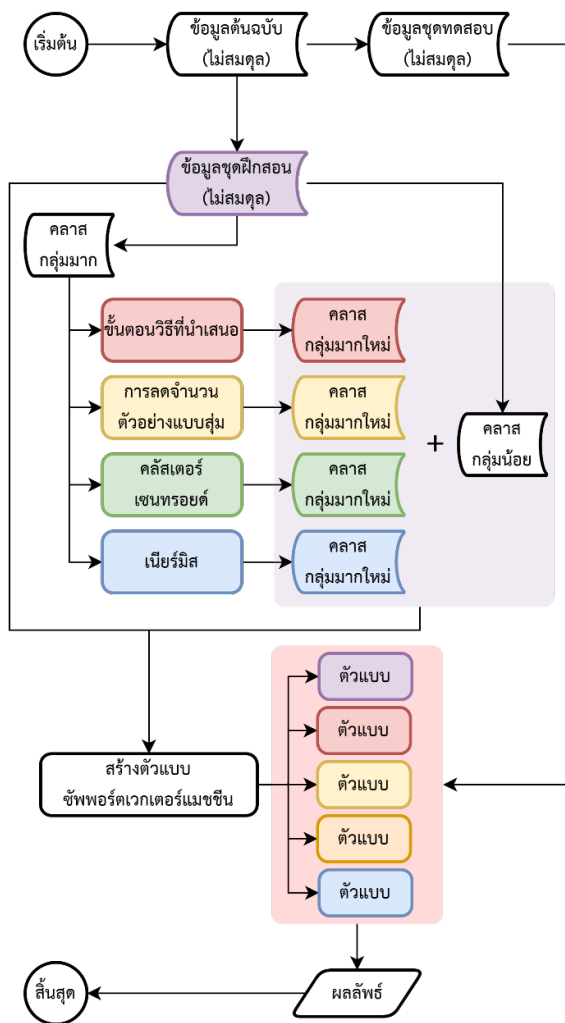 เริ่มต้น
ข้อมูลต้นฉบับ
(ไม่สมดุล)
ข้อมูลชุดทดสอบ
(ไม่สมดุล)
ข้อมูลชุดฝึกสอน
(ไม่สมดุล)
คลาส
กลุ่มมาก
ขั้นตอนวิธีที่นำเสนอ
คลาส
กลุ่มมากใหม่
การลดจำนวน
ตัวอย่างแบบสุ่ม
คลาส
กลุ่มมากใหม่
+
คลาส
กลุ่มน้อย
คลัสเตอร์
เซนทรอยด์
คลาส
กลุ่มมากใหม่
เนียร์มิส
คลาส
กลุ่มมากใหม่
ตัวแบบ
ตัวแบบ
สร้างตัวแบบ
ซัพพอร์ตเวกเตอร์แมชชีน
ตัวแบบ
ตัวแบบ
ตัวแบบ
สิ้นสุด
ผลลัพธ์